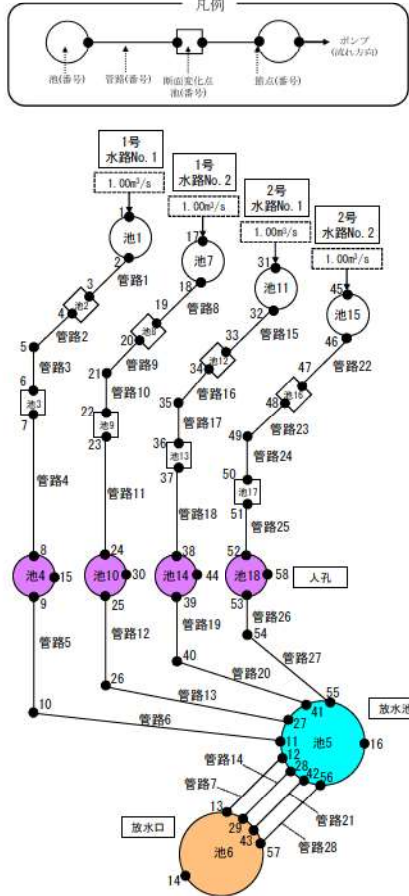 凡例
ポンプ
(流れ方向)
池(番号)
管路(番号)
断面変化点
池(番号)
節点(番号)
1号
水路No.1
1.00m³/s
1号
水路No.2
1.00m³/s
2号
水路No.1
1.00m³/s
2号
水路No.2
1.00m³/s
1
池1
2
3
管路1
池2
4
管路2
5
管路3
6
池3
7
管路4
8
池4
15
9
管路5
10
管路6
17
池7
18
19
管路8
池8
20
管路9
21
管路10
22
池9
23
管路11
24
池10
30
25
管路12
26
管路13
31
池11
32
33
管路15
池12
34
管路16
35
管路17
36
池13
37
管路18
38
池14
44
39
管路19
40
管路20
45
池15
46
47
管路22
池16
48
管路23
49
管路24
50
池17
51
管路25
52
池18
58
人孔
53
管路26
54
管路27
55
放水池
41
27
11
池5
16
12
28
42
56
管路14
管路7
管路21
管路28
13
放水口
29
43
57
池6
14